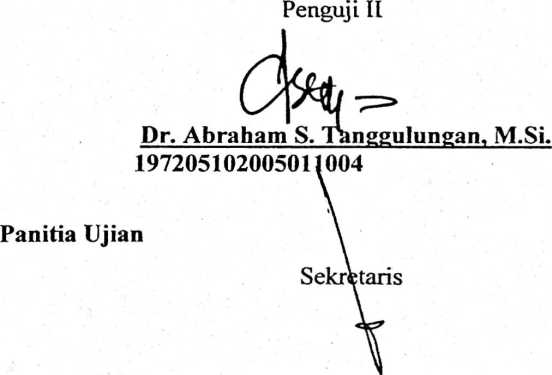 Penguji II
Dr. Abraham S. Tanggulungan, M.Si.
197205102005011004
Panitia Ujian
Sekretaris